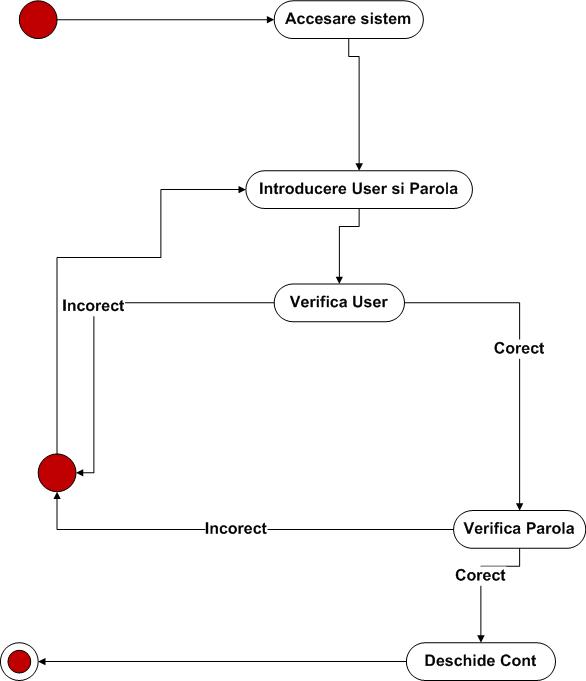 Accesare sistem
Introducere User si Parola
Verifica User
Incorect
Corect
Verifica Parola
Incorect
Corect
Deschide Cont